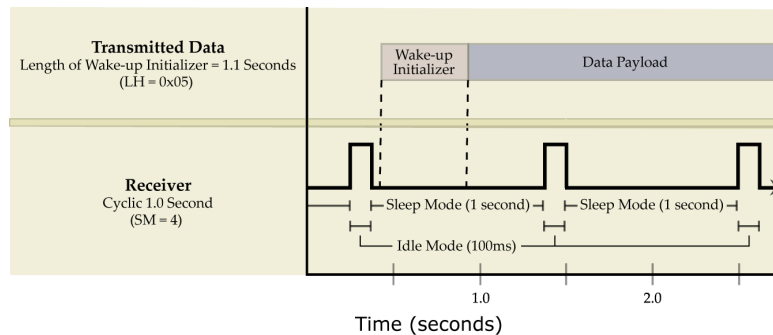 Transmitted Data
Length of Wake-up Initializer = 1.1 Seconds
(LH = 0x05)
Wake-up
Initializer
Data Payload
Receiver
Cyclic 1.0 Second
(SM = 4)
Sleep Mode (1 second)
Sleep Mode (1 second)
Idle Mode (100ms)
1.0
2.0
Time (seconds)